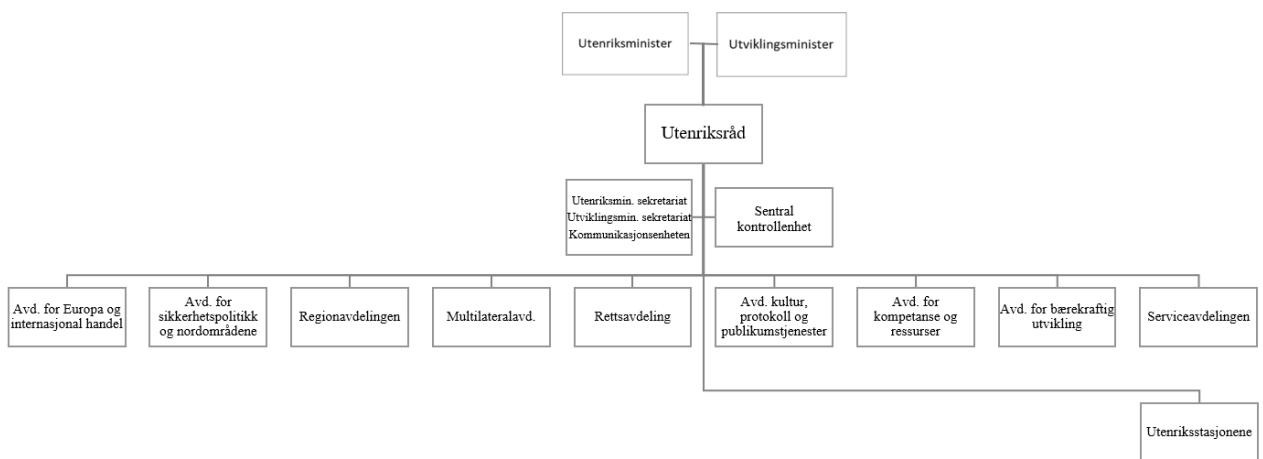 Utenriksminister
Utviklingsminister
Utenriksråd
Utenriksmin. sekretariat
Utviklingsmin. sekretariat
Kommunikasjonsenheten
Sentral
kontrollenhet
Avd. for Europa og
internasjonal handel
Avd. for
sikkerhetspolitikk
og nordområdene
Regionavdelingen
Multilateralavd.
Rettsavdeling
Avd. kultur,
protokoll og
publikumstjenester
Avd. for
kompetanse og
ressurser
Avd. for bærekraftig
utvikling
Serviceavdelingen
Utenriksstasjonene